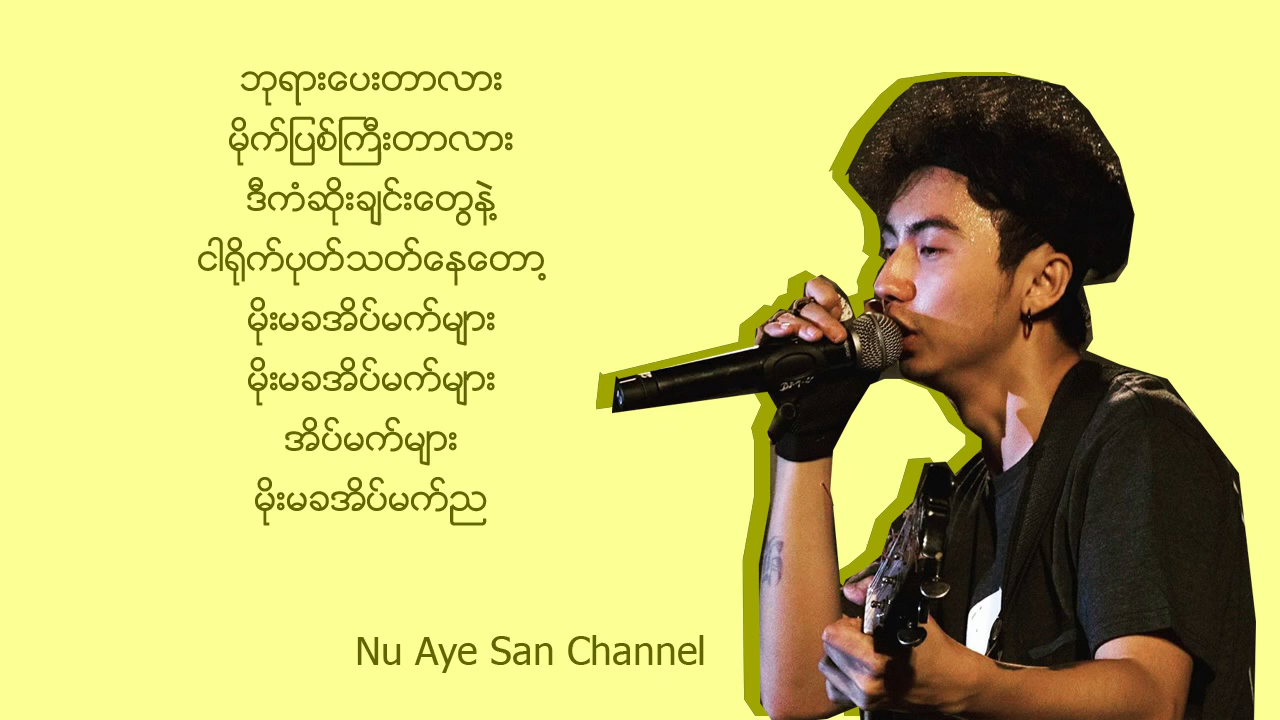 ဘုရားပေးတာလား
မိုက်ပြစ်ကြီးတာလား
ဒီကံဆိုးချင်းတွေနဲ့
ငါရိုက်ပုတ်သတ်နေတော့
မိုးမခအိပ်မက်များ
မိုးမခအိပ်မက်များ
အိပ်မက်များ
မိုးမခအိပ်မက်ည
Nu Aye San Channel